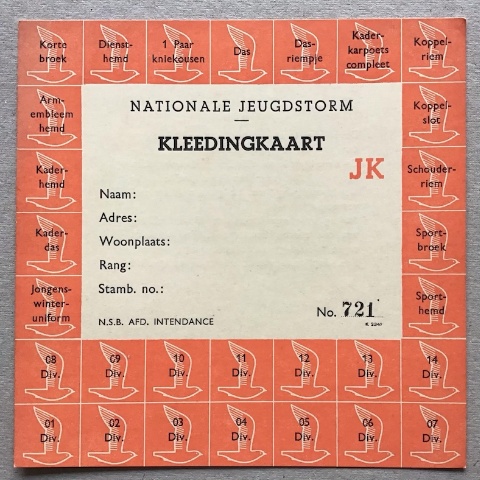 Korte
broek
Dienst-
hemd
1 Paar
kniekousen
Das
Das-
riempje
Kader-
karpoets
compleet
Koppel-
riem
Arm-
embleem
hemd
Koppel-
slot
Kader-
hemd
Schouder-
riem
Kader-
das
Sport-
broek
Jongens-
winter-
uniform
Sport-
hemd
NATIONALE JEUGDSTORM
KLEEDINGKAART
JK
Naam:
Adres:
Woonplaats:
Rang:
Stamb. no.:
N.S.B. AFD. INTENDANCE
No. 721
K 2049
08
Div.
09
Div.
10
Div.
11
Div.
12
Div.
13
Div.
14
Div.
01
Div.
02
Div.
03
Div.
04
Div.
05
Div.
06
Div.
07
Div.